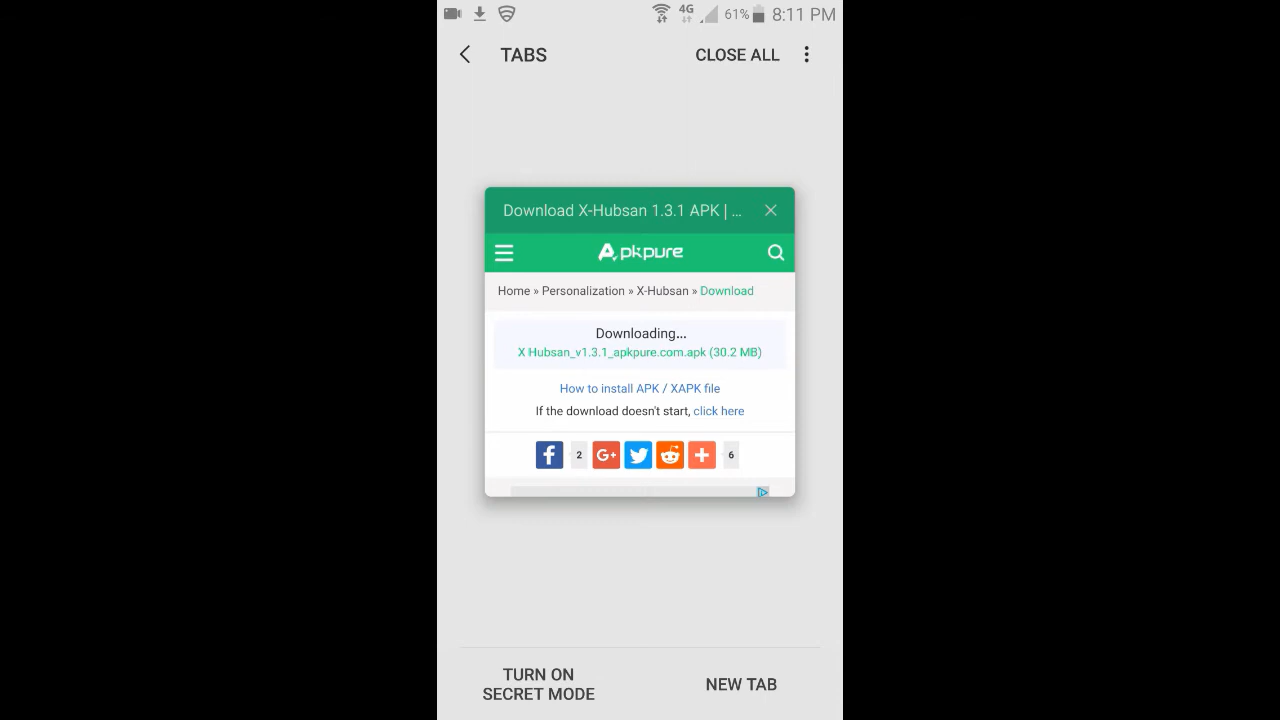 4G 61% 8:11 PM
TABS CLOSE ALL
Download X-Hubsan 1.3.1 APK | ...
Apkpure
Home » Personalization » X-Hubsan » Download
Downloading...
X Hubsan_v1.3.1_apkpure.com.apk (30.2 MB)
How to install APK / XAPK file
If the download doesn't start, click here
f 2 G+ 6
TURN ON
SECRET MODE
NEW TAB